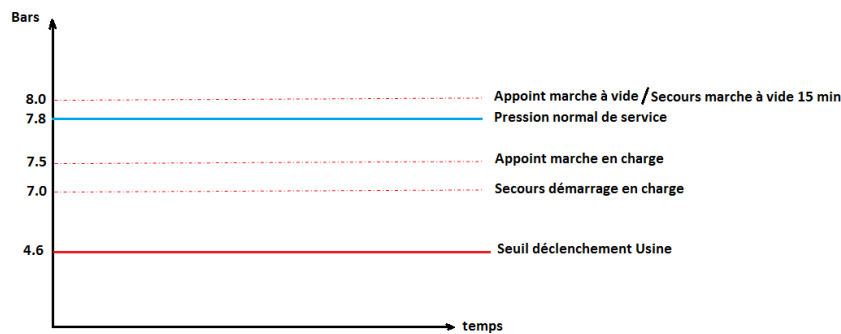 Bars
8.0 Appoint marche à vide / Secours marche à vide 15 min
7.8 Pression normal de service
7.5 Appoint marche en charge
7.0 Secours démarrage en charge
4.6 Seuil déclenchement Usine
temps